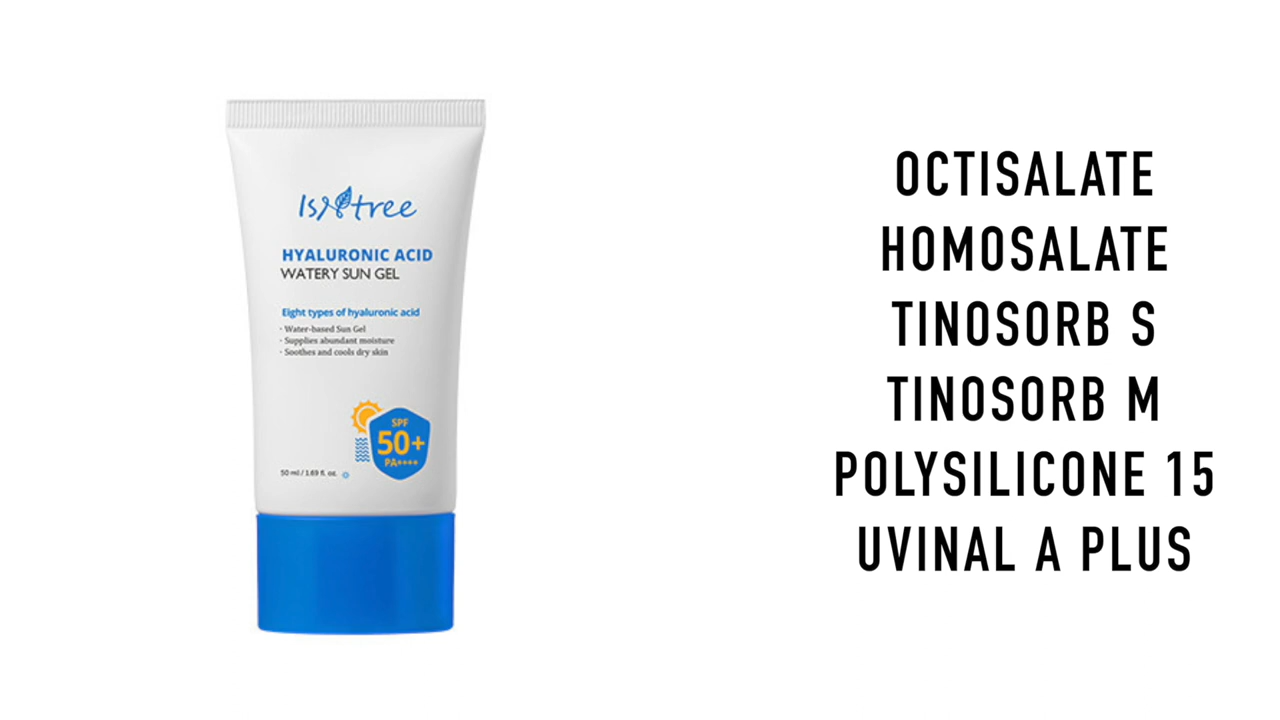 Isntree
HYALURONIC ACID
WATERY SUN GEL
Eight types of hyaluronic acid
· Water-based Sun Gel
· Supplies abundant moisture
· Soothes and cools dry skin
SPF
50+
PA++++
50 ml / 1.69 fl. oz.
OCTISALATE
HOMOSALATE
TINOSORB S
TINOSORB M
POLYSILICONE 15
UVINAL A PLUS